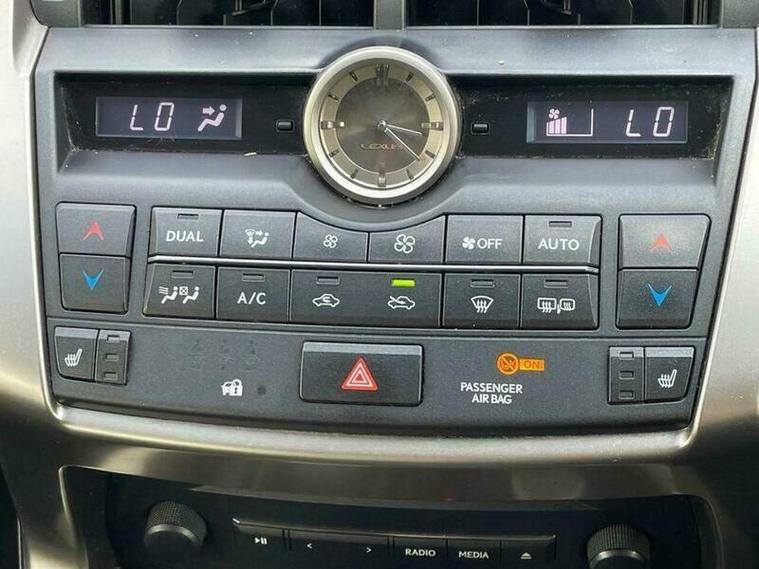 LO LO
LEXUS
DUAL OFF AUTO
A/C
ON
PASSENGER
AIR BAG
RADIO MEDIA